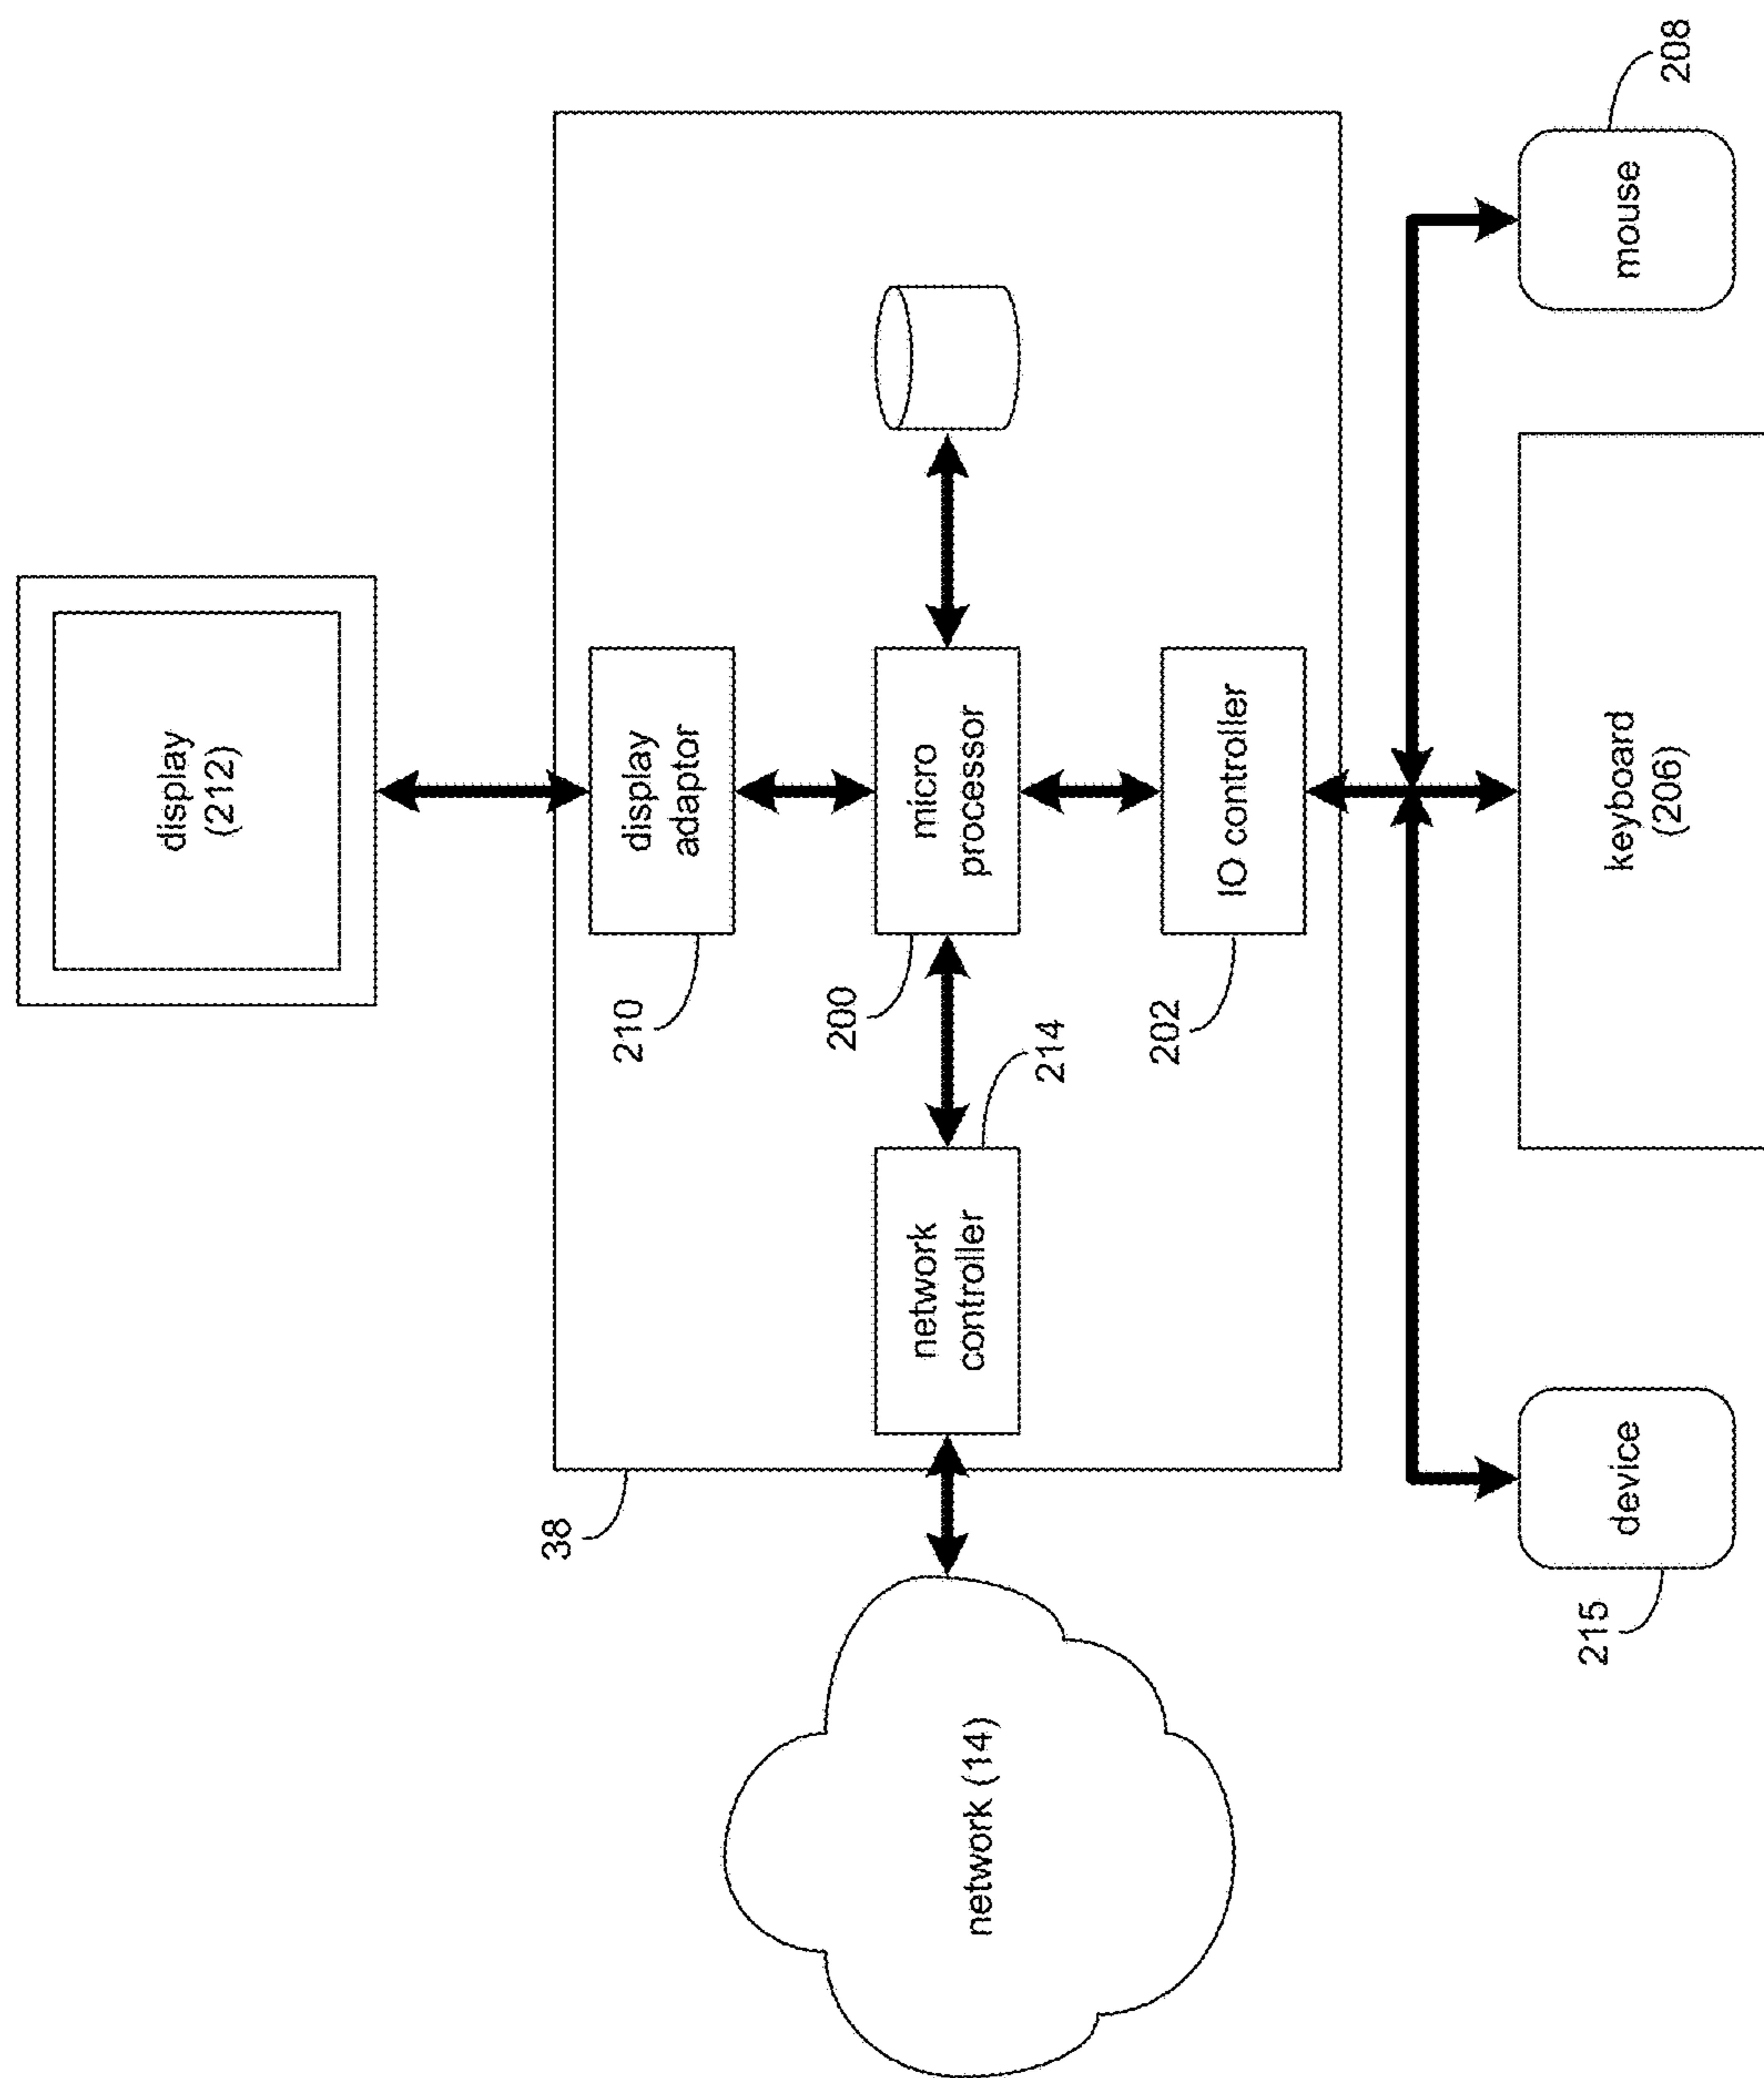 display
(212)
38
210
display
adaptor
200
micro
processor
network
controller
network (14)
214
202
IO controller
215
device
keyboard
(206)
mouse
208